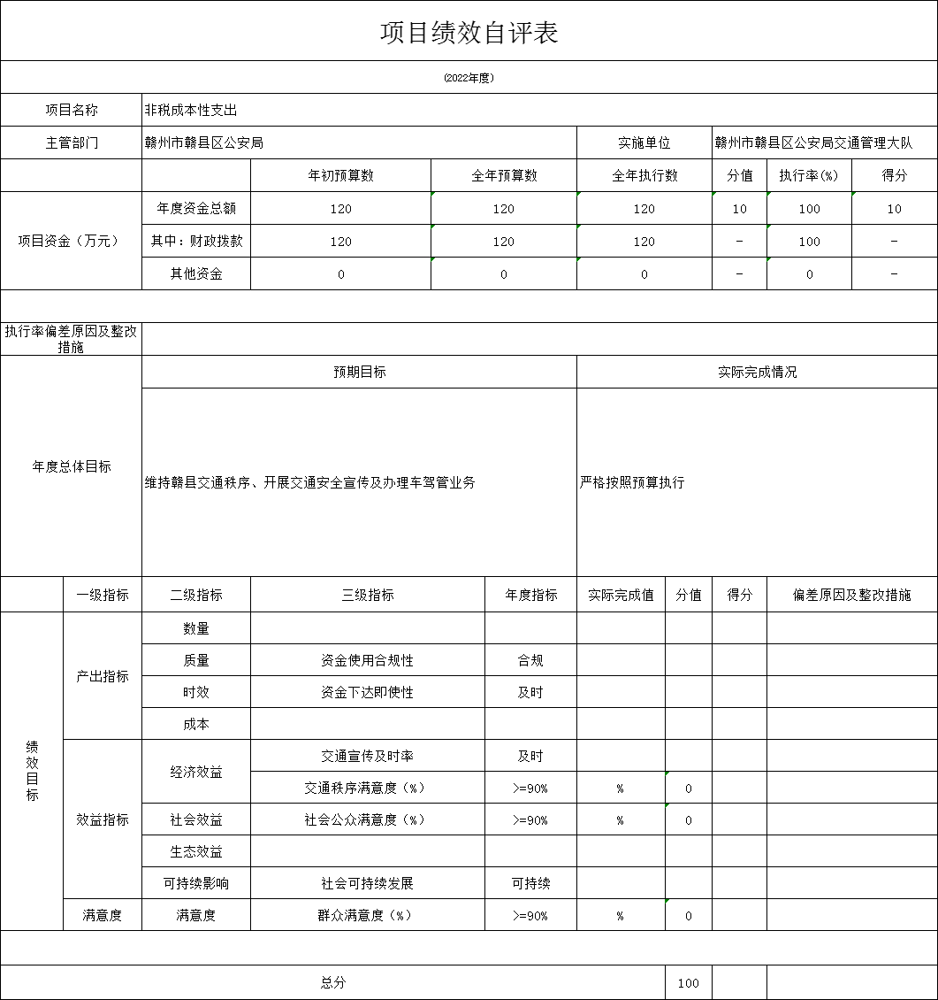 项目绩效自评表
(2022年度)
项目名称 非税成本性支出
主管部门 赣州市赣县区公安局 实施单位 赣州市赣县区公安局交通管理大队
年初预算数 全年预算数 全年执行数 分值 执行率(%) 得分
项目资金（万元） 年度资金总额 120 120 120 10 100 10
其中：财政拨款 120 120 120 — 100 —
其他资金 0 0 0 — 0 —
执行率偏差原因及整改
措施
年度总体目标 预期目标 实际完成情况
维持赣县交通秩序、开展交通安全宣传及办理车驾管业务 严格按照预算执行
一级指标 二级指标 三级指标 年度指标 实际完成值 分值 得分 偏差原因及整改措施
绩效目标 产出指标 数量
质量 资金使用合规性 合规
时效 资金下达即使性 及时
成本
效益指标 经济效益 交通宣传及时率 及时
交通秩序满意度（%） >=90% % 0
社会效益 社会公众满意度（%） >=90% % 0
生态效益
可持续影响 社会可持续发展 可持续
满意度 满意度 群众满意度（%） >=90% % 0
总分 100